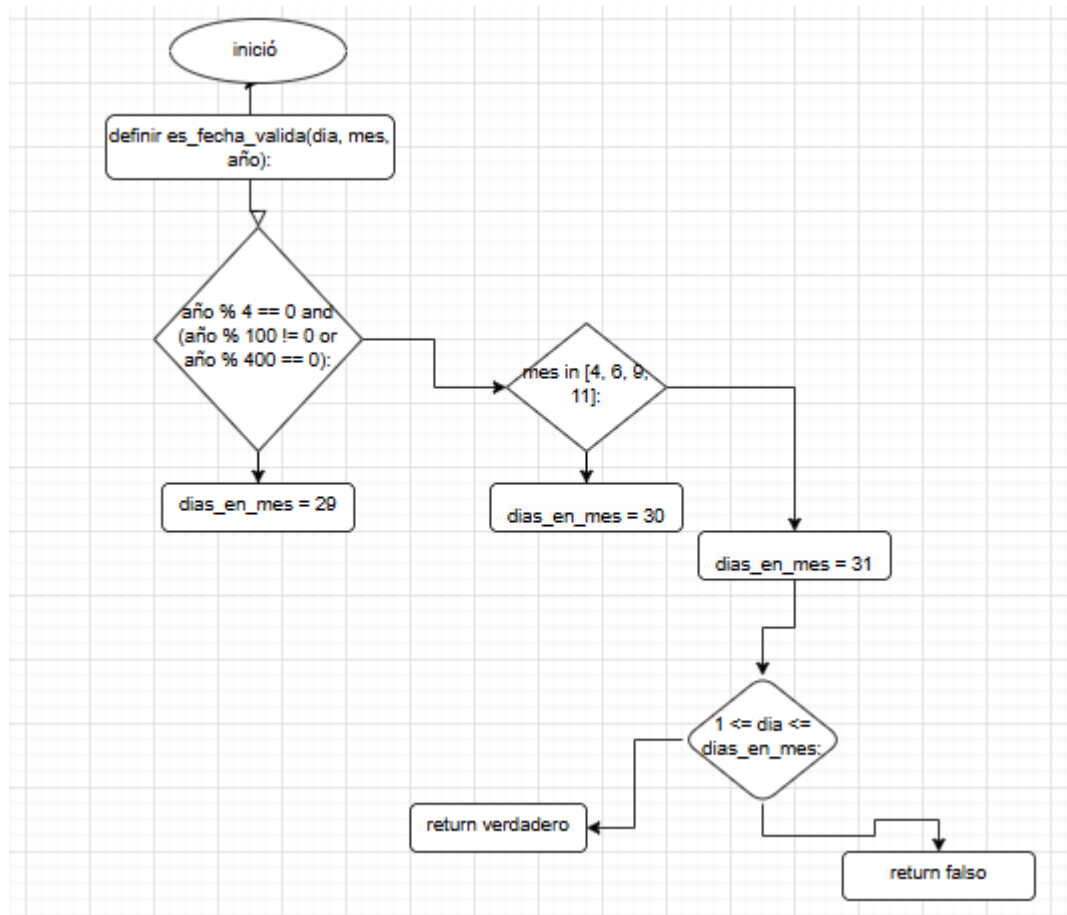 inició
definir es_fecha_valida(dia, mes,
año):
año % 4 == 0 and
(año % 100 != 0 or
año % 400 == 0):
mes in [4, 6, 9,
11]:
dias_en_mes = 29
dias_en_mes = 30
dias_en_mes = 31
1 <= dia <=
dias_en_mes:
return verdadero
return falso